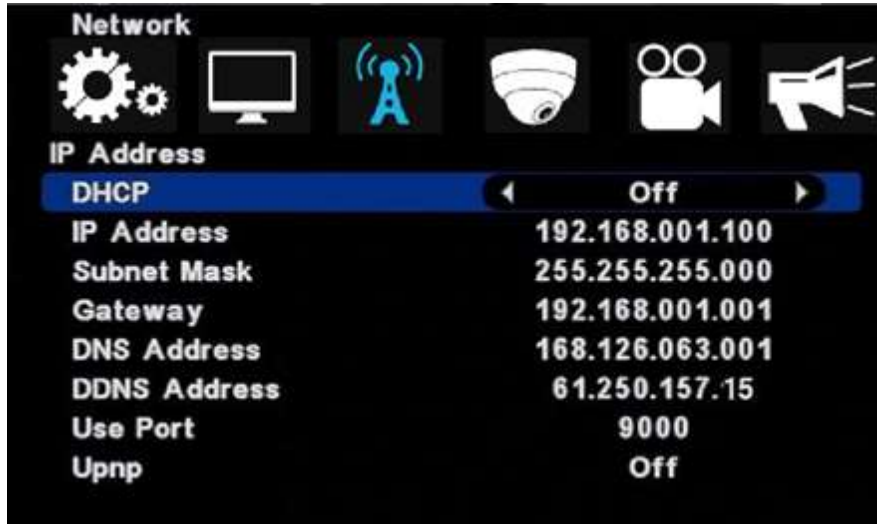 Network
IP Address
DHCP Off
IP Address 192.168.001.100
Subnet Mask 255.255.255.000
Gateway 192.168.001.001
DNS Address 168.126.063.001
DDNS Address 61.250.157.15
Use Port 9000
Upnp Off